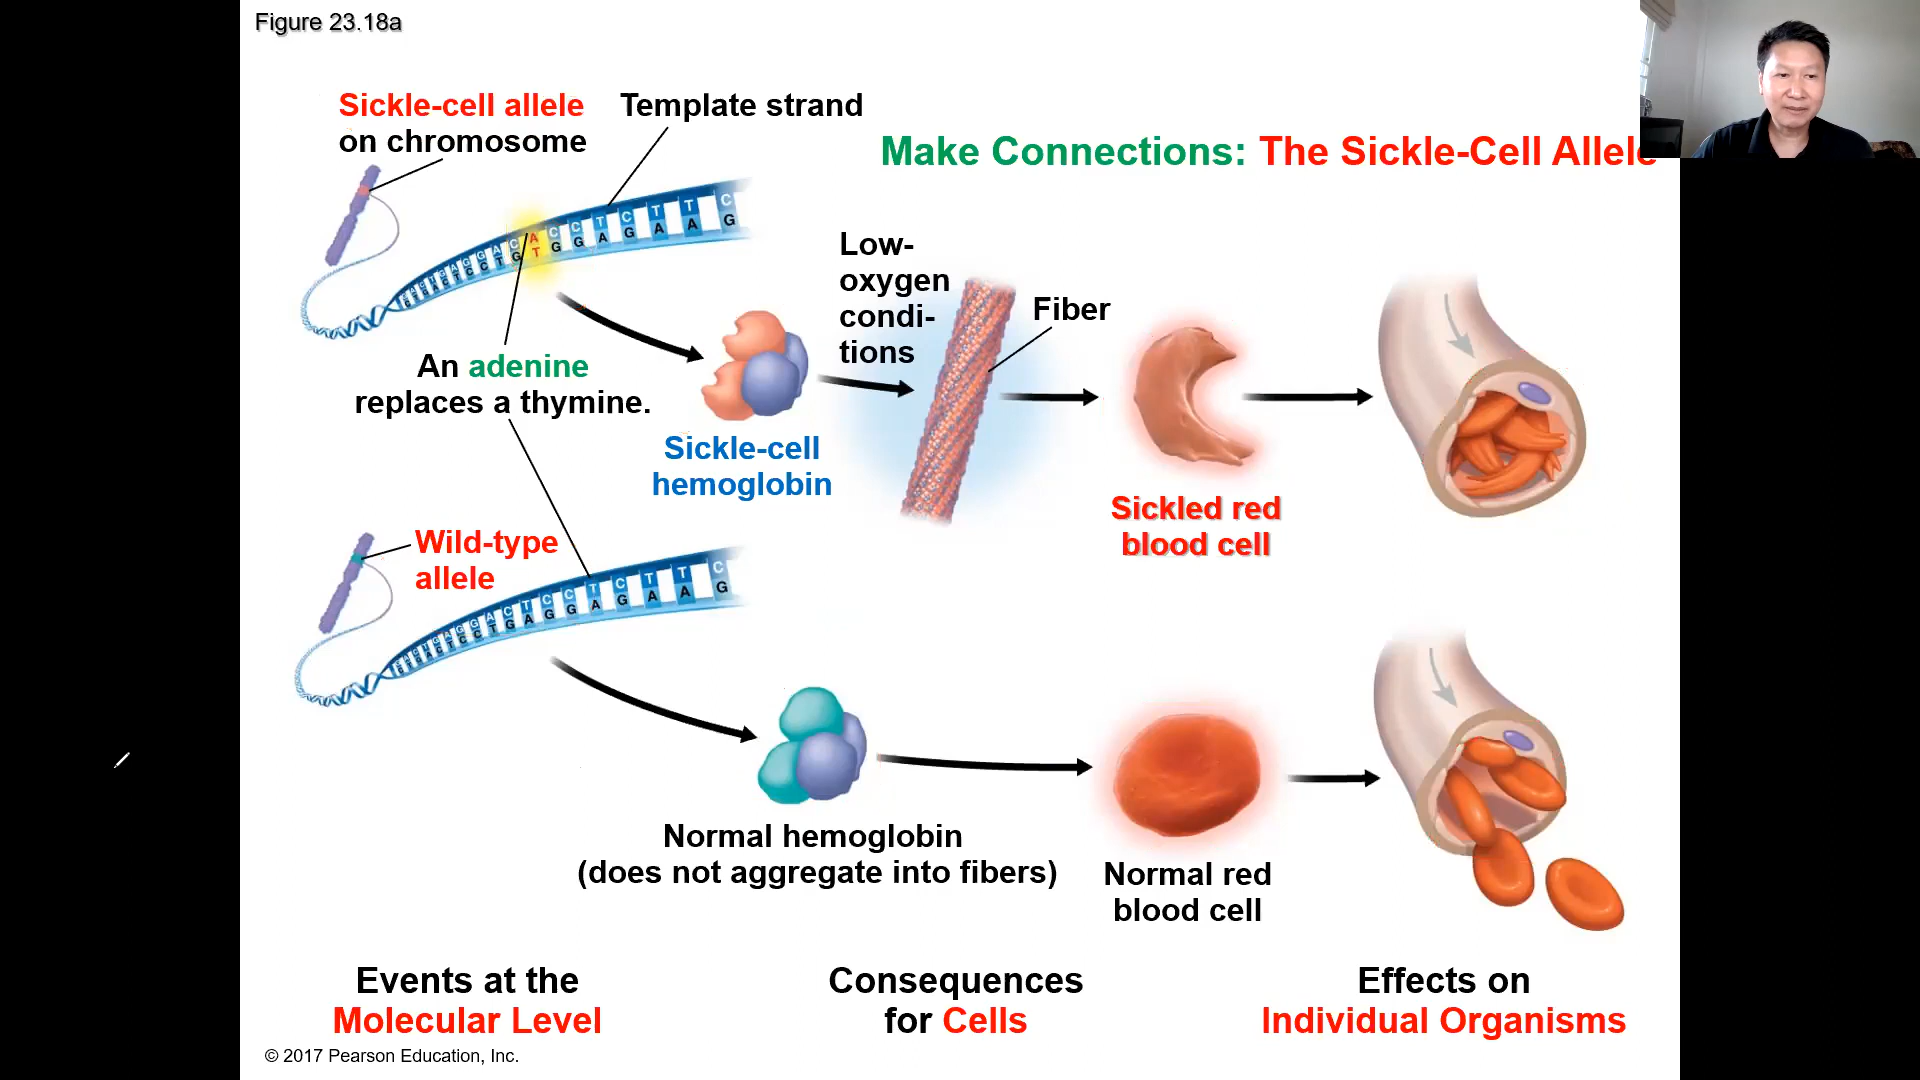 Figure 23.18a
Sickle-cell allele
on chromosome
Template strand
Make Connections: The Sickle-Cell Allele
C A C C T C T T C
G T G G A G A A G
Low-
oxygen
condi-
tions
Fiber
An adenine
replaces a thymine.
Sickle-cell
hemoglobin
Sickled red
blood cell
Wild-type
allele
C T C C T C T T C
G A G G A G A A G
Normal hemoglobin
(does not aggregate into fibers)
Normal red
blood cell
Events at the
Molecular Level
Consequences
for Cells
Effects on
Individual Organisms
© 2017 Pearson Education, Inc.